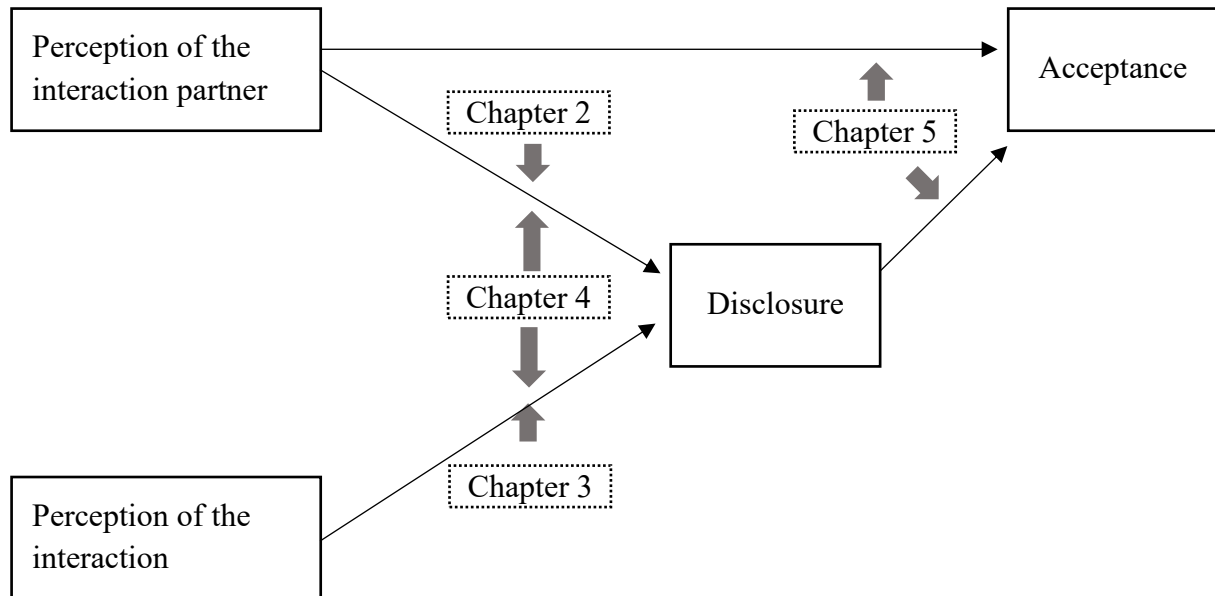 Perception of the
interaction partner
Acceptance
Chapter 2
Chapter 5
Chapter 4
Disclosure
Chapter 3
Perception of the
interaction